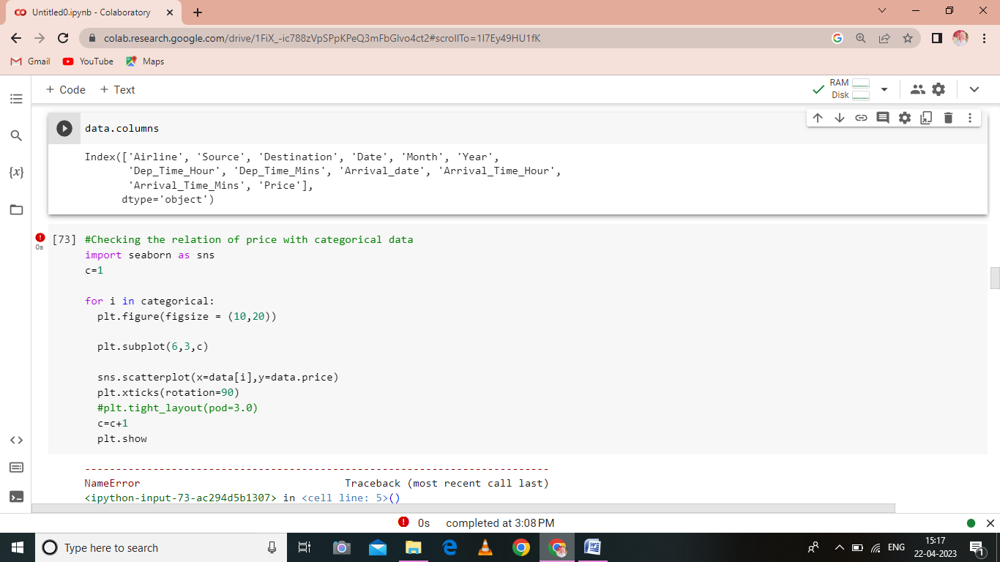 Untitled0.ipynb - Colaboratory
colab.research.google.com/drive/1FiX_-ic788zVpSPpKPeQ3mFbGIvo4ct2#scrollTo=1I7Ey49HU1fK
Gmail YouTube Maps
+ Code + Text
RAM
Disk
data.columns
Index(['Airline', 'Source', 'Destination', 'Date', 'Month', 'Year',
'Dep_Time_Hour', 'Dep_Time_Mins', 'Arrival_date', 'Arrival_Time_Hour',
'Arrival_Time_Mins', 'Price'],
dtype='object')
{x}
0s
[73] #Checking the relation of price with categorical data
import seaborn as sns
c=1
for i in categorical:
plt.figure(figsize = (10,20))
plt.subplot(6,3,c)
sns.scatterplot(x=data[i],y=data.price)
plt.xticks(rotation=90)
#plt.tight_layout(pod=3.0)
c=c+1
plt.show
---------------------------------------------------------------------------
NameError Traceback (most recent call last)
<ipython-input-73-ac294d5b1307> in <cell line: 5>()
0s completed at 3:08 PM
Type here to search
ENG
15:17
22-04-2023
1